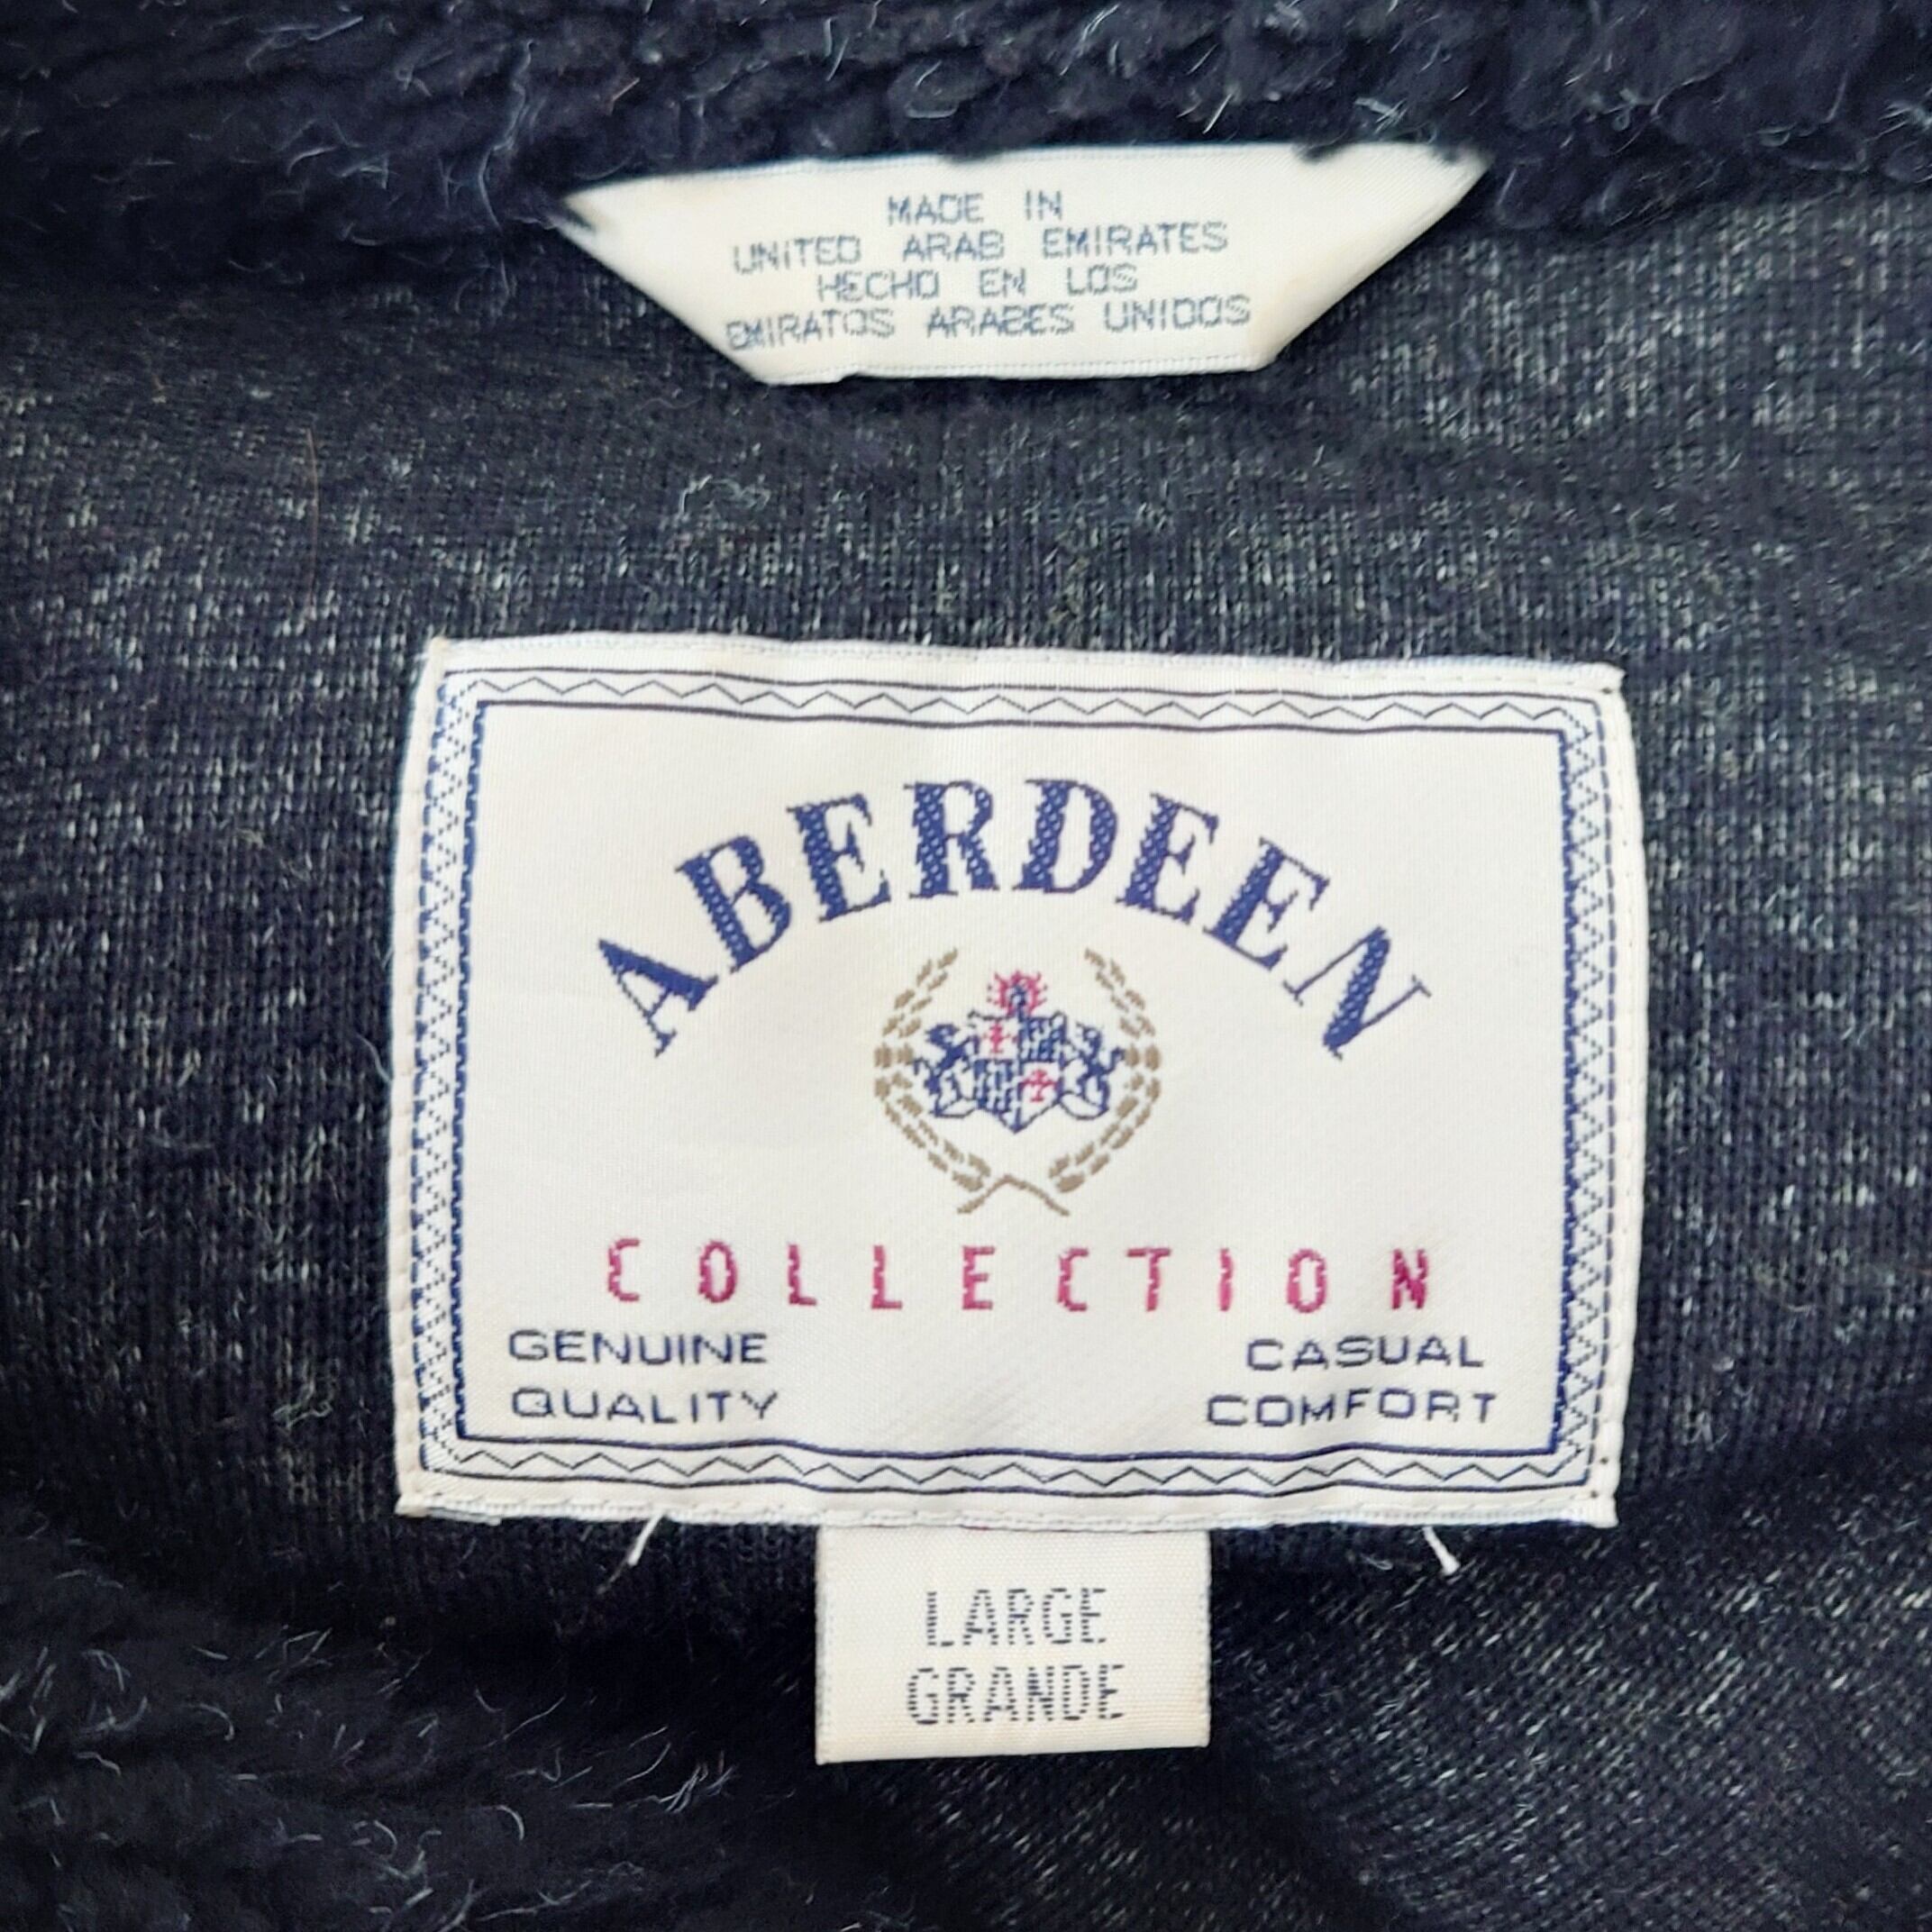 MADE IN
UNITED ARAB EMIRATES
HECHO EN LOS
EMIRATOS ARABES UNIDOS
ABERDEEN
COLLECTION
GENUINE CASUAL
QUALITY COMFORT
LARGE
GRANDE